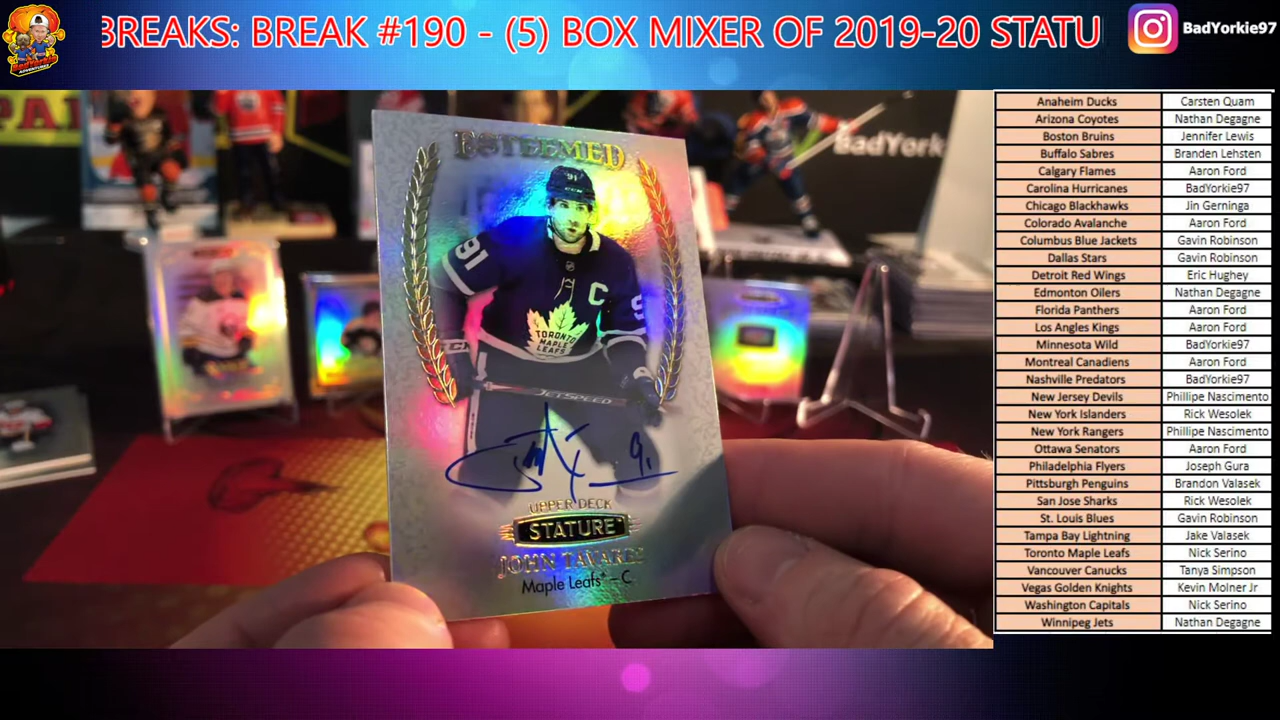 BREAKS: BREAK #190 - (5) BOX MIXER OF 2019-20 STATU
BadYorkie97
BadYork
ESTEEMED
91
91
C
9
TORONTO
MAPLE
LEAFS
CCM
JETSPEED
91
UPPER DECK
STATURE
JOHN TAVARES
Maple Leafs - C
Anaheim Ducks Carsten Quam
Arizona Coyotes Nathan Degagne
Boston Bruins Jennifer Lewis
Buffalo Sabres Branden Lehsten
Calgary Flames Aaron Ford
Carolina Hurricanes BadYorkie97
Chicago Blackhawks Jin Gerninga
Colorado Avalanche Aaron Ford
Columbus Blue Jackets Gavin Robinson
Dallas Stars Gavin Robinson
Detroit Red Wings Eric Hughey
Edmonton Oilers Nathan Degagne
Florida Panthers Aaron Ford
Los Angles Kings Aaron Ford
Minnesota Wild BadYorkie97
Montreal Canadiens Aaron Ford
Nashville Predators BadYorkie97
New Jersey Devils Phillipe Nascimento
New York Islanders Rick Wesolek
New York Rangers Phillipe Nascimento
Ottawa Senators Aaron Ford
Philadelphia Flyers Joseph Gura
Pittsburgh Penguins Brandon Valasek
San Jose Sharks Rick Wesolek
St. Louis Blues Gavin Robinson
Tampa Bay Lightning Jake Valasek
Toronto Maple Leafs Nick Serino
Vancouver Canucks Tanya Simpson
Vegas Golden Knights Kevin Molner Jr
Washington Capitals Nick Serino
Winnipeg Jets Nathan Degagne